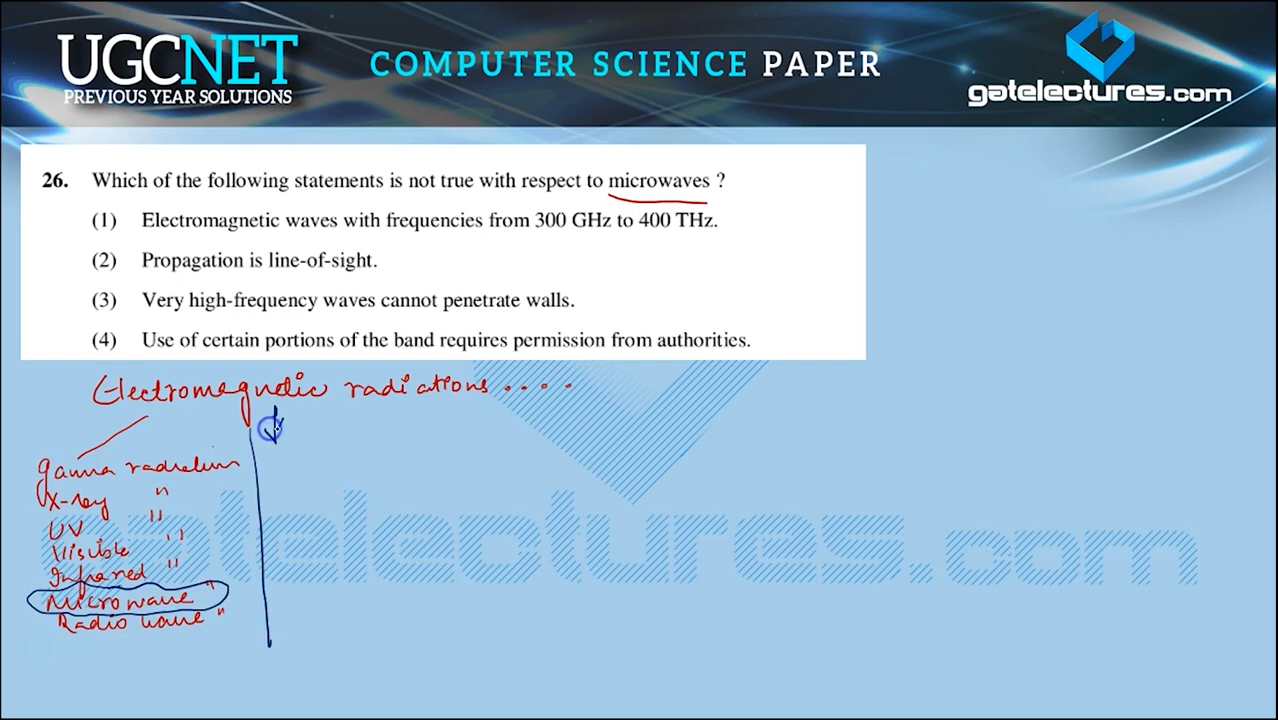 UGCNET
PREVIOUS YEAR SOLUTIONS
COMPUTER SCIENCE PAPER
gatelectures.com
26. Which of the following statements is not true with respect to microwaves ?
(1) Electromagnetic waves with frequencies from 300 GHz to 400 THz.
(2) Propagation is line-of-sight.
(3) Very high-frequency waves cannot penetrate walls.
(4) Use of certain portions of the band requires permission from authorities.
Electromagnetic radiations ....
gamma radiation
X-ray "
UV "
Visible "
Infrared "
Microwave "
Radio wave "
gatelectures.com